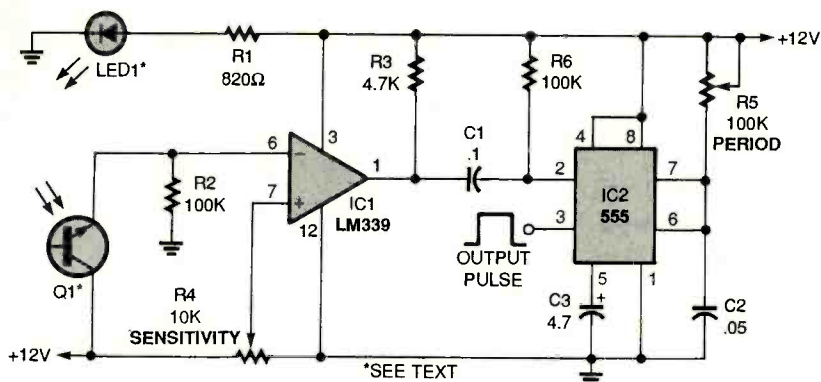 +12V
LED1*
R1
820Ω
R3
4.7K
R6
100K
R5
100K
PERIOD
C1
.1
6
3
1
7
12
IC1
LM339
R2
100K
4
8
2
7
3
6
5
1
IC2
555
OUTPUT
PULSE
Q1*
R4
10K
SENSITIVITY
C3
+
4.7
C2
.05
+12V
*SEE TEXT